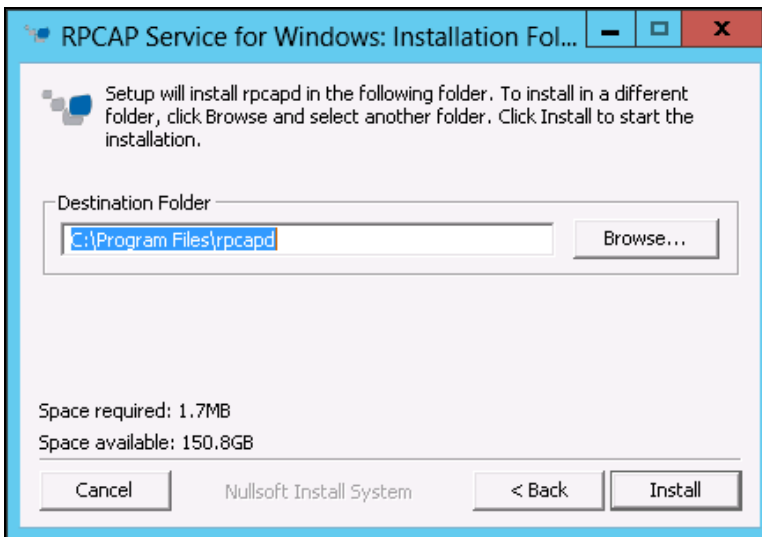 RPCAP Service for Windows: Installation Fol...
Setup will install rpcapd in the following folder. To install in a different
folder, click Browse and select another folder. Click Install to start the
installation.
Destination Folder
C:\Program Files\rpcapd
Browse...
Space required: 1.7MB
Space available: 150.8GB
Cancel
Nullsoft Install System
< Back
Install